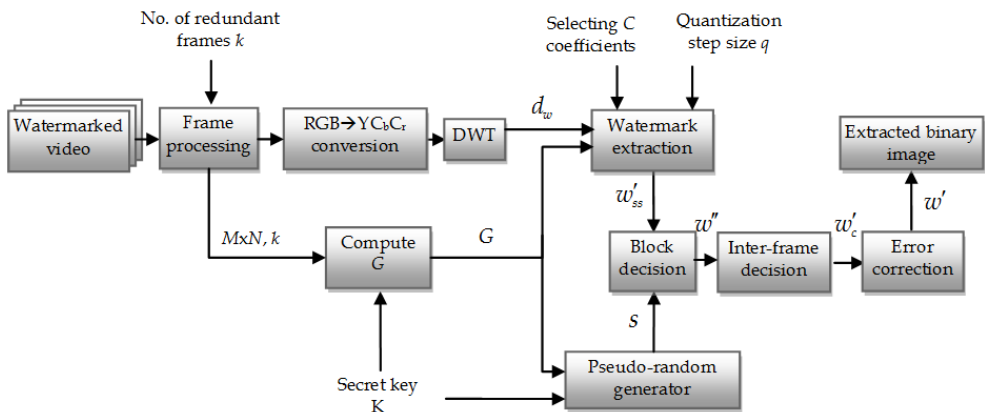 No. of redundant
frames k
Selecting C
coefficients
Quantization
step size q
Watermarked
video
Frame
processing
RGB→YCbCr
conversion
DWT
dw
Watermark
extraction
Extracted binary
image
w'ss
w'
MxN, k
Compute
G
G
Block
decision
w''
Inter-frame
decision
w'c
Error
correction
s
Secret key
K
Pseudo-random
generator